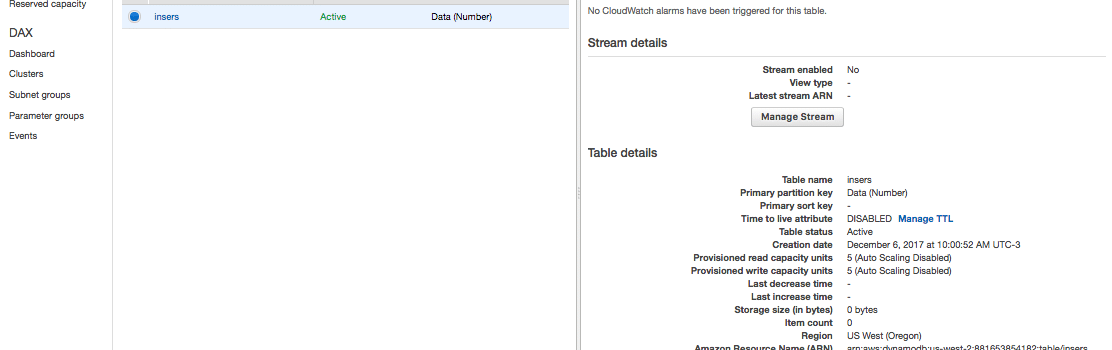 Reserved capacity
DAX
Dashboard
Clusters
Subnet groups
Parameter groups
Events
insers Active Data (Number)
No CloudWatch alarms have been triggered for this table.
Stream details
Stream enabled No
View type -
Latest stream ARN -
Manage Stream
Table details
Table name insers
Primary partition key Data (Number)
Primary sort key -
Time to live attribute DISABLED Manage TTL
Table status Active
Creation date December 6, 2017 at 10:00:52 AM UTC-3
Provisioned read capacity units 5 (Auto Scaling Disabled)
Provisioned write capacity units 5 (Auto Scaling Disabled)
Last decrease time -
Last increase time -
Storage size (in bytes) 0 bytes
Item count 0
Region US West (Oregon)
Amazon Resource Name (ARN) arn:aws:dynamodb:us-west-2:881653854182:table/insers